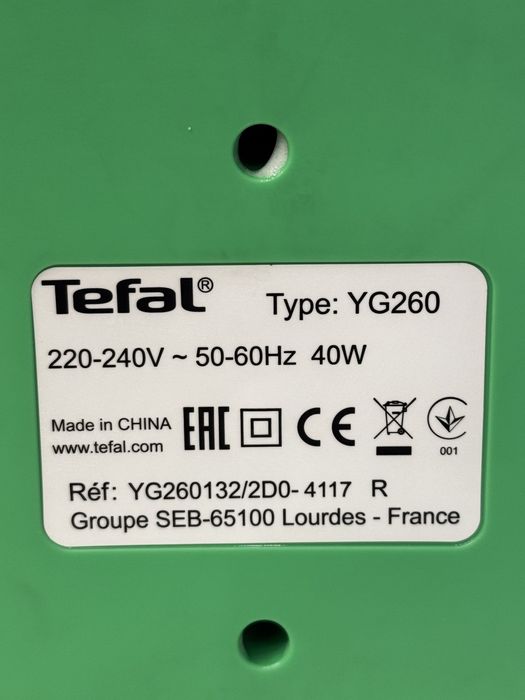 Tefal®
Type: YG260
220-240V ~ 50-60Hz 40W
Made in CHINA
www.tefal.com
EAC
CE
001
Réf: YG260132/2D0- 4117 R
Groupe SEB-65100 Lourdes - France